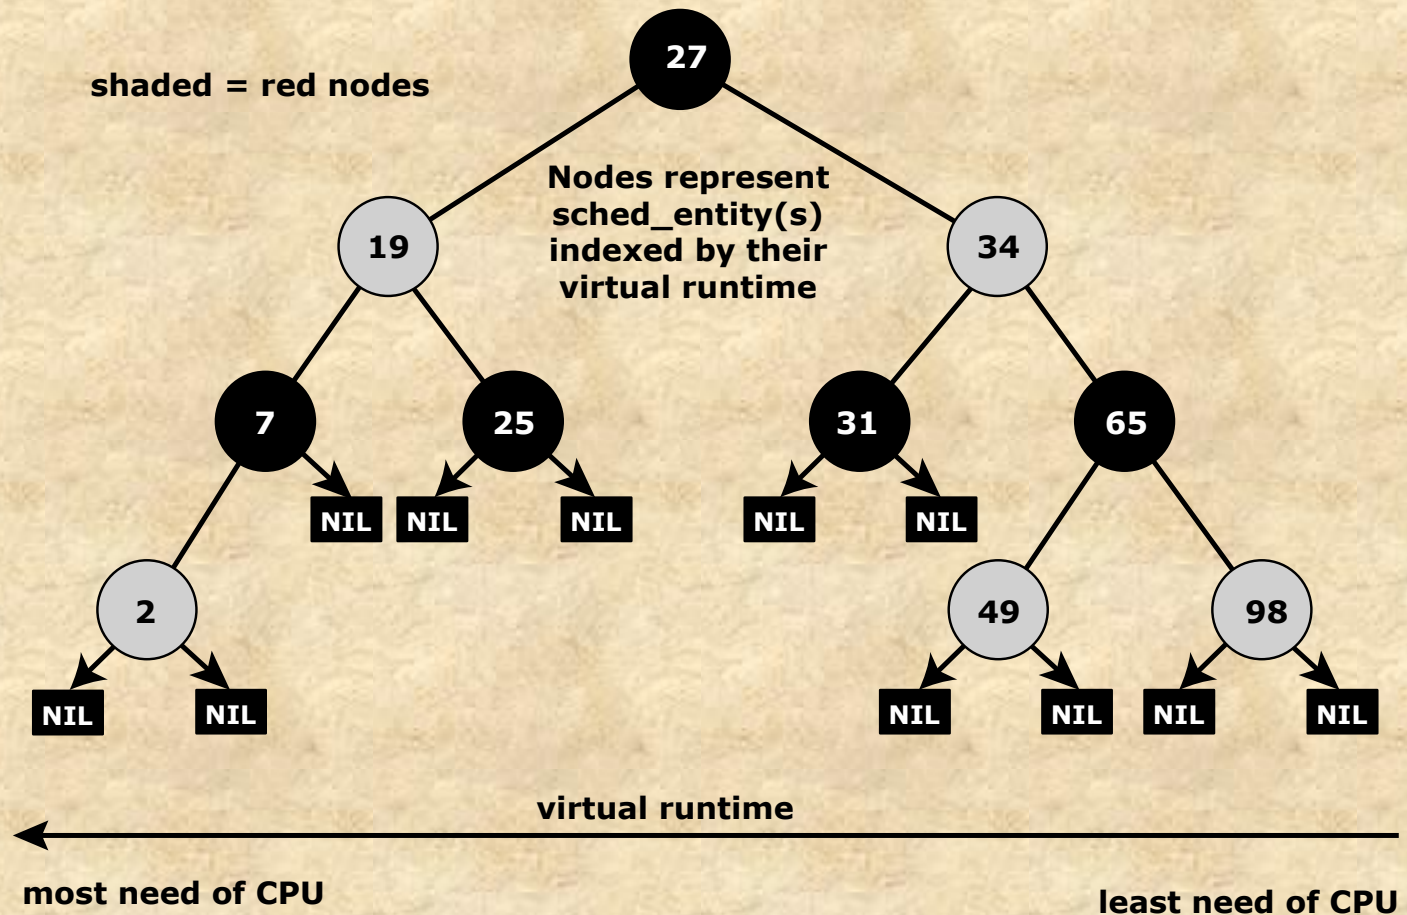 27
shaded = red nodes
Nodes represent
sched_entity(s)
indexed by their
virtual runtime
19
34
7
25
31
65
NIL
NIL
NIL
NIL
NIL
2
49
98
NIL
NIL
NIL
NIL
NIL
NIL
virtual runtime
most need of CPU
least need of CPU